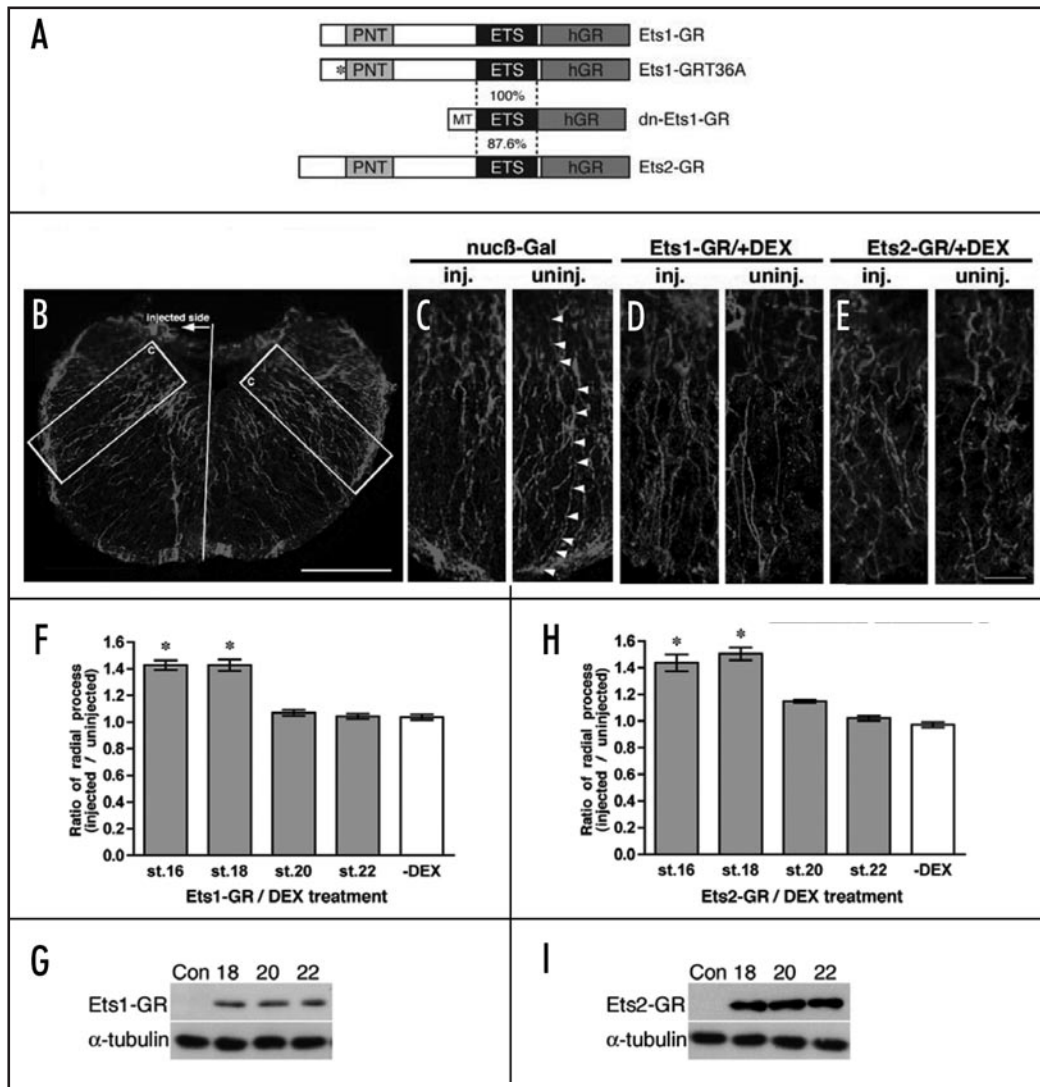 A
PNT ETS hGR Ets1-GR
* PNT ETS hGR Ets1-GRT36A
100%
MT ETS hGR dn-Ets1-GR
87.6%
PNT ETS hGR Ets2-GR
nucß-Gal Ets1-GR/+DEX Ets2-GR/+DEX
inj. uninj. inj. uninj. inj. uninj.
B injected side C D E
c c
F
Ratio of radial process
(injected / uninjected)
1.6
1.4
1.2
1.0
0.8
0.6
0.4
0.2
0.0
* *
st.16 st.18 st.20 st.22 -DEX
Ets1-GR / DEX treatment
H
Ratio of radial process
(injected / uninjected)
1.6
1.4
1.2
1.0
0.8
0.6
0.4
0.2
0.0
* *
st.16 st.18 st.20 st.22 -DEX
Ets2-GR / DEX treatment
G
Con 18 20 22
Ets1-GR
α-tubulin
I
Con 18 20 22
Ets2-GR
α-tubulin